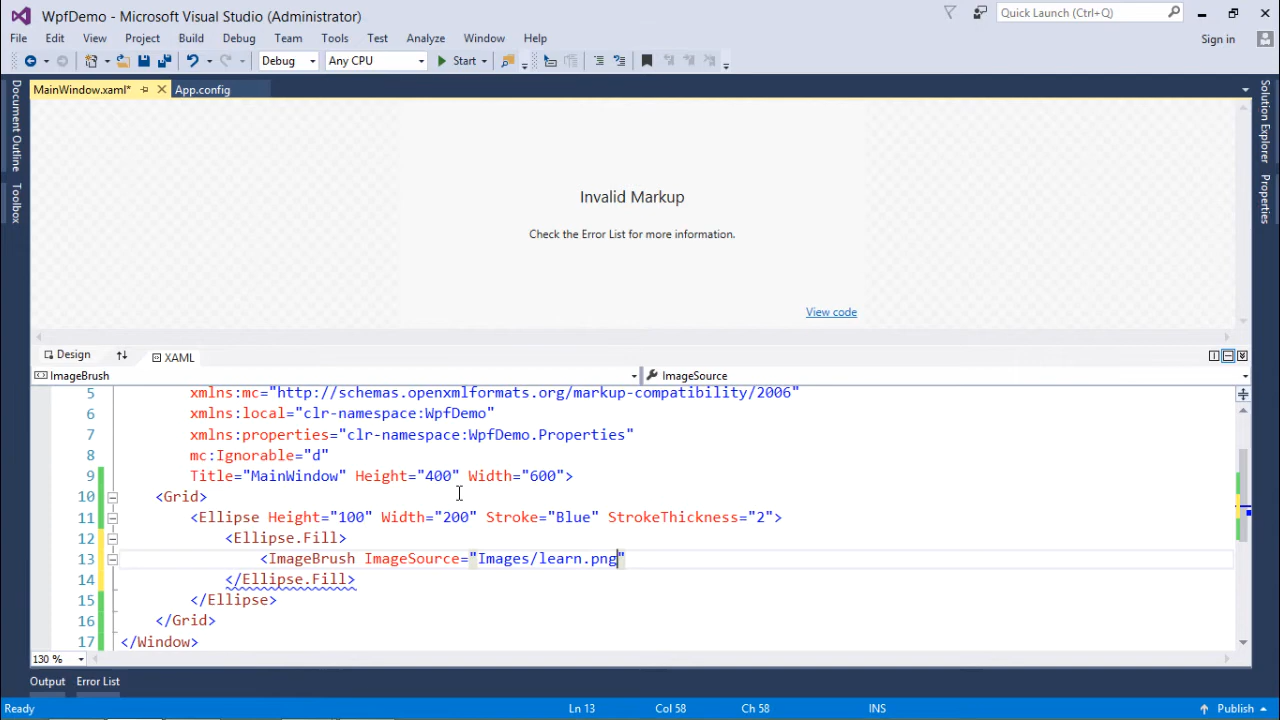 WpfDemo - Microsoft Visual Studio (Administrator)
Quick Launch (Ctrl+Q)
File Edit View Project Build Debug Team Tools Test Analyze Window Help
Sign in
Debug Any CPU Start
MainWindow.xaml* App.config
Document Outline
Toolbox
Solution Explorer
Properties
Invalid Markup
Check the Error List for more information.
View code
Design XAML
ImageBrush ImageSource
5 xmlns:mc="http://schemas.openxmlformats.org/markup-compatibility/2006"
6 xmlns:local="clr-namespace:WpfDemo"
7 xmlns:properties="clr-namespace:WpfDemo.Properties"
8 mc:Ignorable="d"
9 Title="MainWindow" Height="400" Width="600">
10 <Grid>
11 <Ellipse Height="100" Width="200" Stroke="Blue" StrokeThickness="2">
12 <Ellipse.Fill>
13 <ImageBrush ImageSource="Images/learn.png"
14 </Ellipse.Fill>
15 </Ellipse>
16 </Grid>
17 </Window>
130 %
Output Error List
Ready Ln 13 Col 58 Ch 58 INS Publish